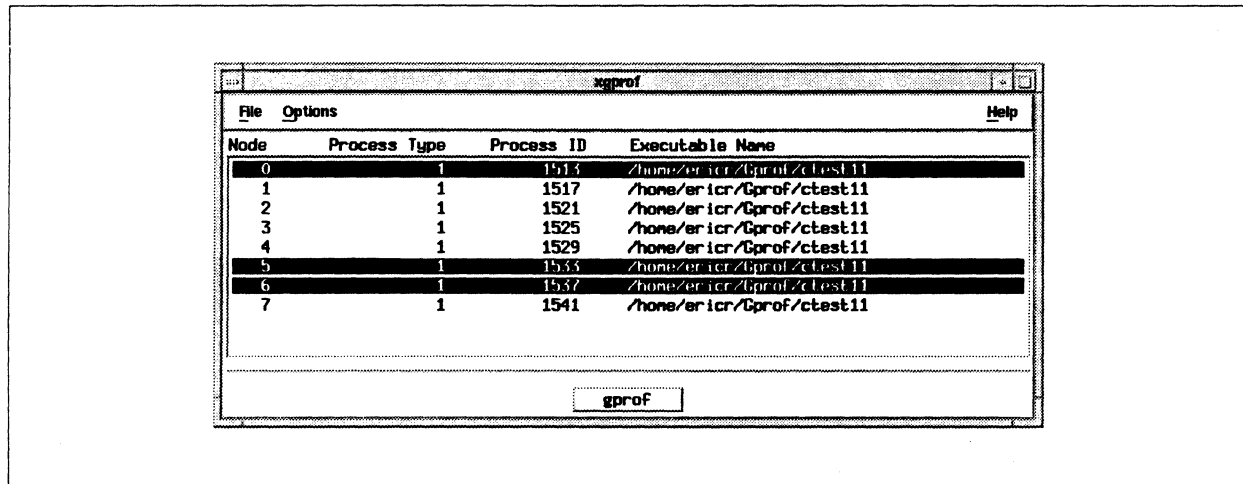 xgprof
File Options Help
Node Process Type Process ID Executable Name
0 1 1513 /home/ericr/Gprof/ctest11
1 1 1517 /home/ericr/Gprof/ctest11
2 1 1521 /home/ericr/Gprof/ctest11
3 1 1525 /home/ericr/Gprof/ctest11
4 1 1529 /home/ericr/Gprof/ctest11
5 1 1533 /home/ericr/Gprof/ctest11
6 1 1537 /home/ericr/Gprof/ctest11
7 1 1541 /home/ericr/Gprof/ctest11
gprof